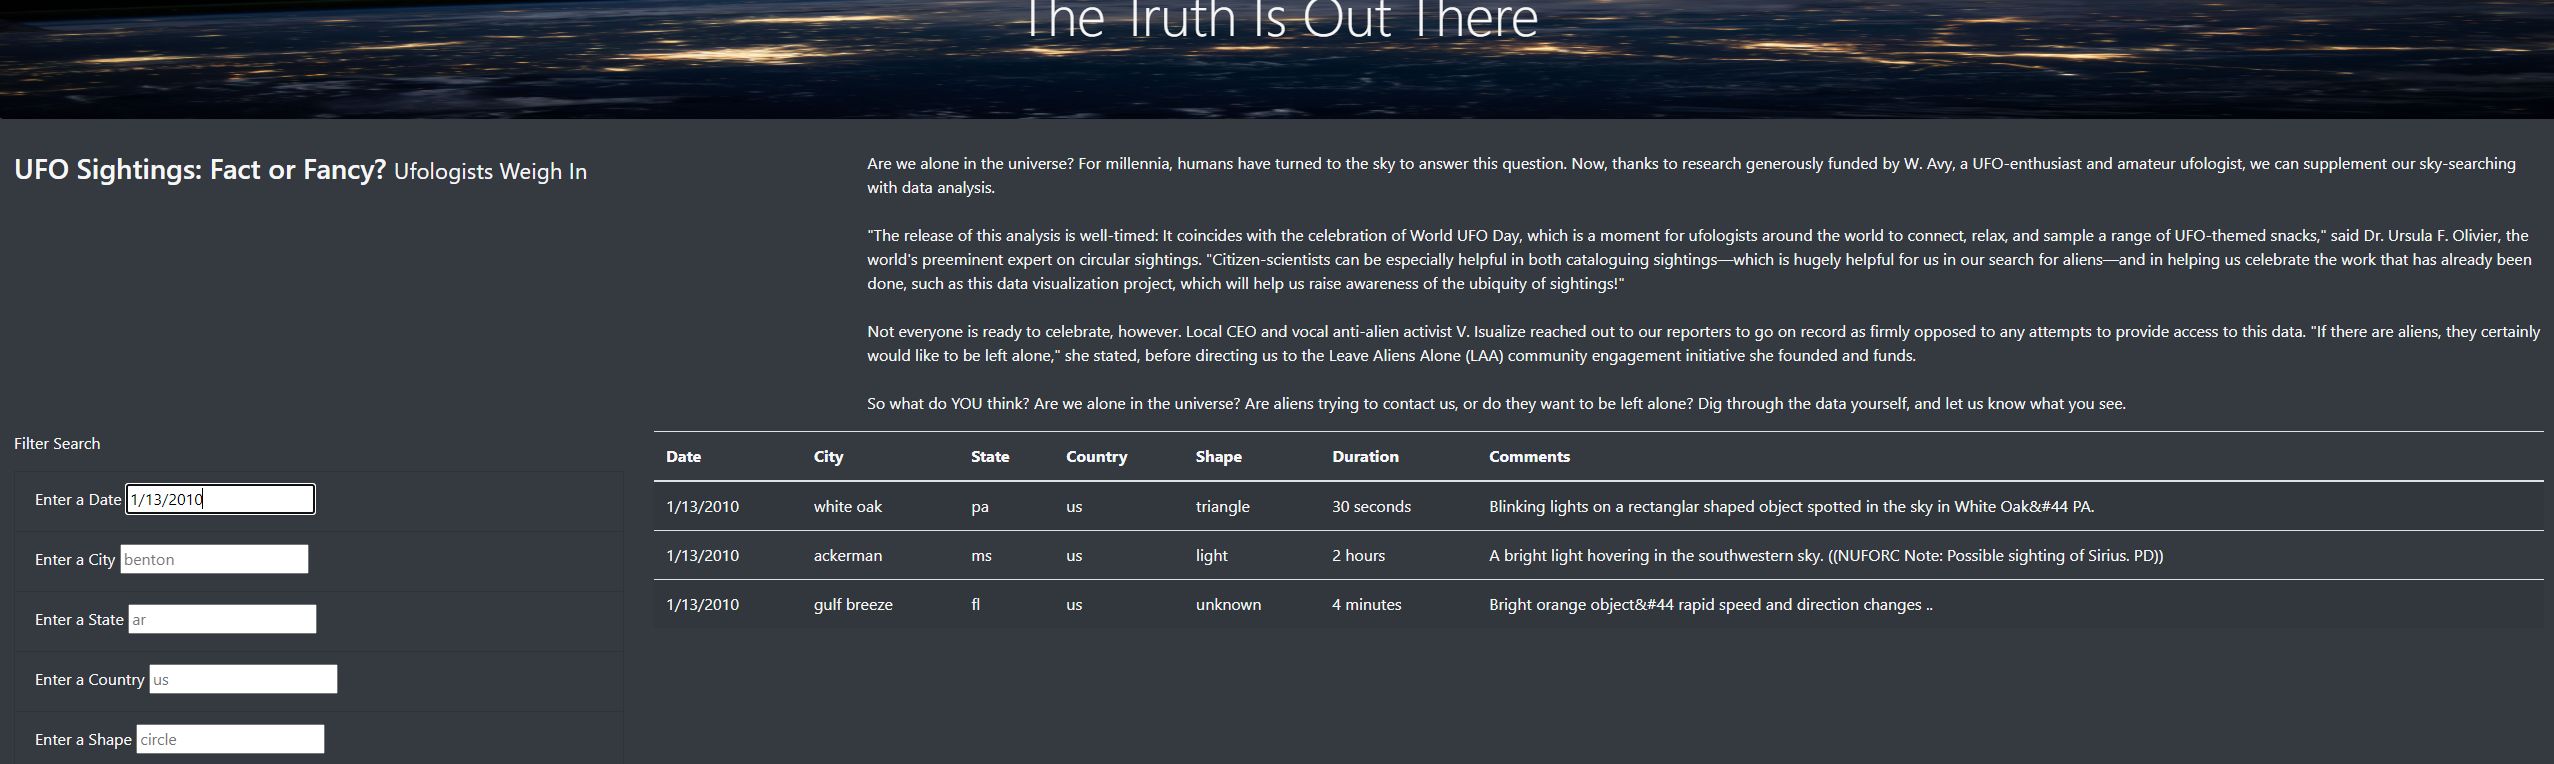 The Truth Is Out There
UFO Sightings: Fact or Fancy? Ufologists Weigh In
Are we alone in the universe? For millennia, humans have turned to the sky to answer this question. Now, thanks to research generously funded by W. Avy, a UFO-enthusiast and amateur ufologist, we can supplement our sky-searching
with data analysis.
"The release of this analysis is well-timed: It coincides with the celebration of World UFO Day, which is a moment for ufologists around the world to connect, relax, and sample a range of UFO-themed snacks," said Dr. Ursula F. Olivier, the
world's preeminent expert on circular sightings. "Citizen-scientists can be especially helpful in both cataloguing sightings—which is hugely helpful for us in our search for aliens—and in helping us celebrate the work that has already been
done, such as this data visualization project, which will help us raise awareness of the ubiquity of sightings!"
Not everyone is ready to celebrate, however. Local CEO and vocal anti-alien activist V. Isualize reached out to our reporters to go on record as firmly opposed to any attempts to provide access to this data. "If there are aliens, they certainly
would like to be left alone," she stated, before directing us to the Leave Aliens Alone (LAA) community engagement initiative she founded and funds.
So what do YOU think? Are we alone in the universe? Are aliens trying to contact us, or do they want to be left alone? Dig through the data yourself, and let us know what you see.
Filter Search
Enter a Date 1/13/2010
Enter a City benton
Enter a State ar
Enter a Country us
Enter a Shape circle
Date City State Country Shape Duration Comments
1/13/2010 white oak pa us triangle 30 seconds Blinking lights on a rectanglar shaped object spotted in the sky in White Oak&#44 PA.
1/13/2010 ackerman ms us light 2 hours A bright light hovering in the southwestern sky. ((NUFORC Note: Possible sighting of Sirius. PD))
1/13/2010 gulf breeze fl us unknown 4 minutes Bright orange object&#44 rapid speed and direction changes ..